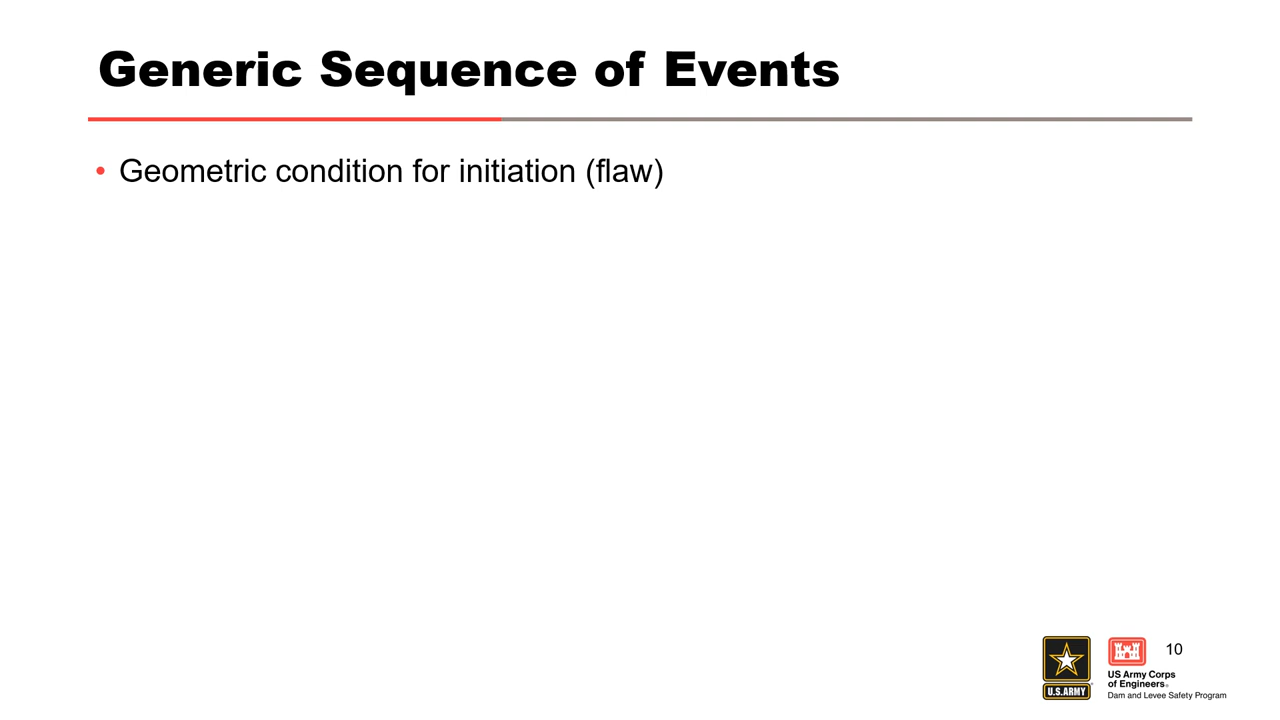 Generic Sequence of Events
• Geometric condition for initiation (flaw)
10
U.S.ARMY
US Army Corps
of Engineers®
Dam and Levee Safety Program